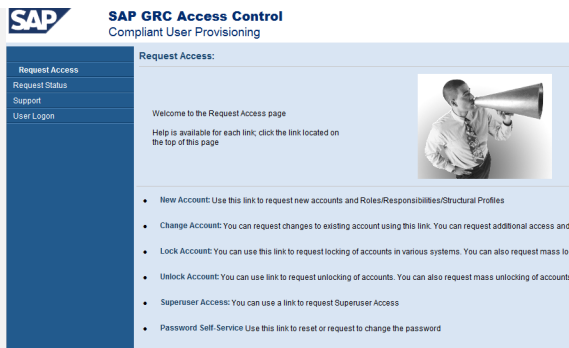 SAP
SAP GRC Access Control
Compliant User Provisioning
Request Access
Request Status
Support
User Logon
Request Access:
Welcome to the Request Access page
Help is available for each link; click the link located on
the top of this page
• New Account: Use this link to request new accounts and Roles/Responsibilities/Structural Profiles
• Change Account: You can request changes to existing account using this link. You can request additional access and
• Lock Account: You can use this link to request locking of accounts in various systems. You can also request mass lo
• Unlock Account: You can use link to request unlocking of accounts. You can also request mass unlocking of accounts
• Superuser Access: You can use a link to request Superuser Access
• Password Self-Service Use this link to reset or request to change the password